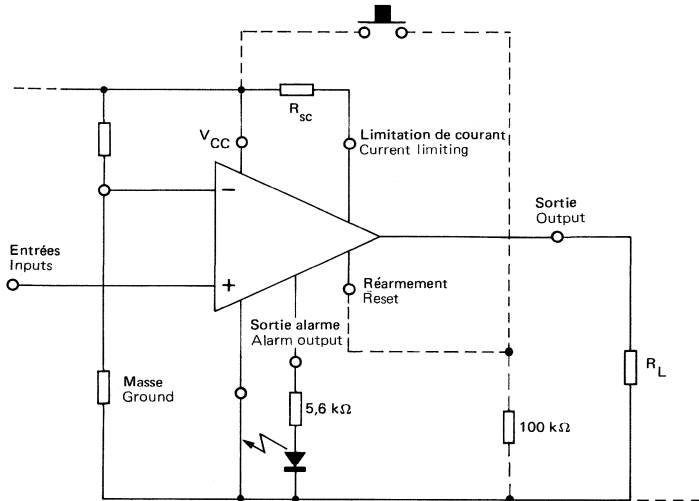 R_sc
V_CC
Limitation de courant
Current limiting
−
Sortie
Output
Entrées
Inputs
+
Réarmement
Reset
Sortie alarme
Alarm output
R_L
Masse
Ground
5,6 kΩ
100 kΩ